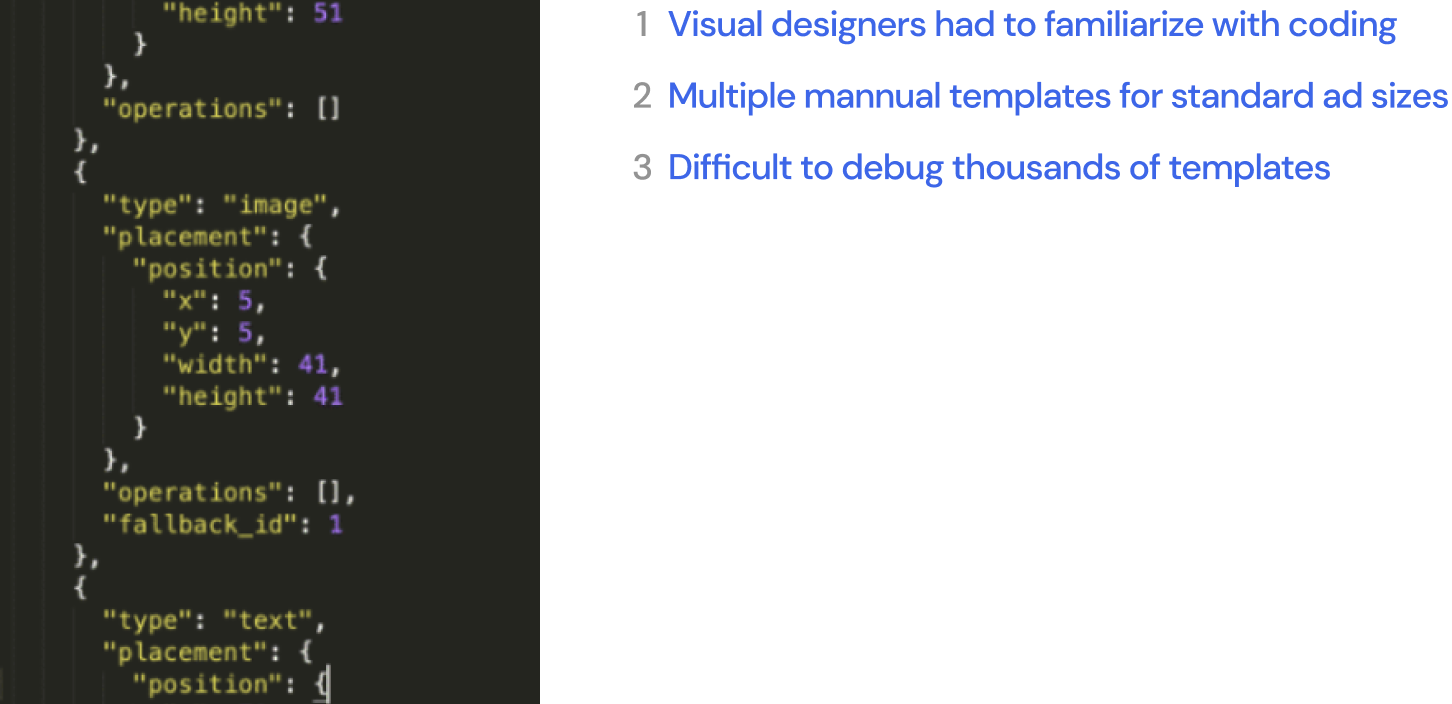 "height": 51
}
},
"operations": []
},
{
"type": "image",
"placement": {
"position": {
"x": 5,
"y": 5,
"width": 41,
"height": 41
}
},
"operations": [],
"fallback_id": 1
},
{
"type": "text",
"placement": {
"position": {
1 Visual designers had to familiarize with coding
2 Multiple mannual templates for standard ad sizes
3 Difficult to debug thousands of templates